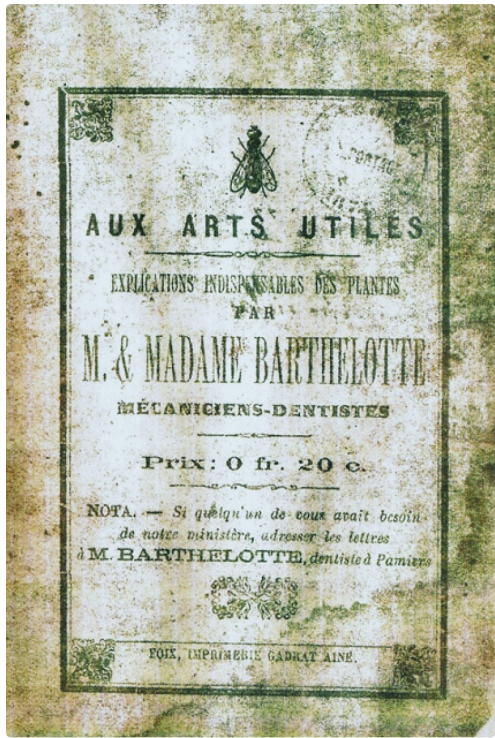 AUX ARTS UTILES
EXPLICATIONS INDISPENSABLES DES PLANTES
PAR
M. & MADAME BARTHELOTTE
MÉCANICIENS-DENTISTES
Prix: 0 fr. 20 c.
NOTA. — Si quelqu'un de vous avait besoin
de notre ministère, adresser les lettres
à M. BARTHELOTTE, dentiste à Pamiers
FOIX, IMPRIMERIE GADRAT AINÉ.